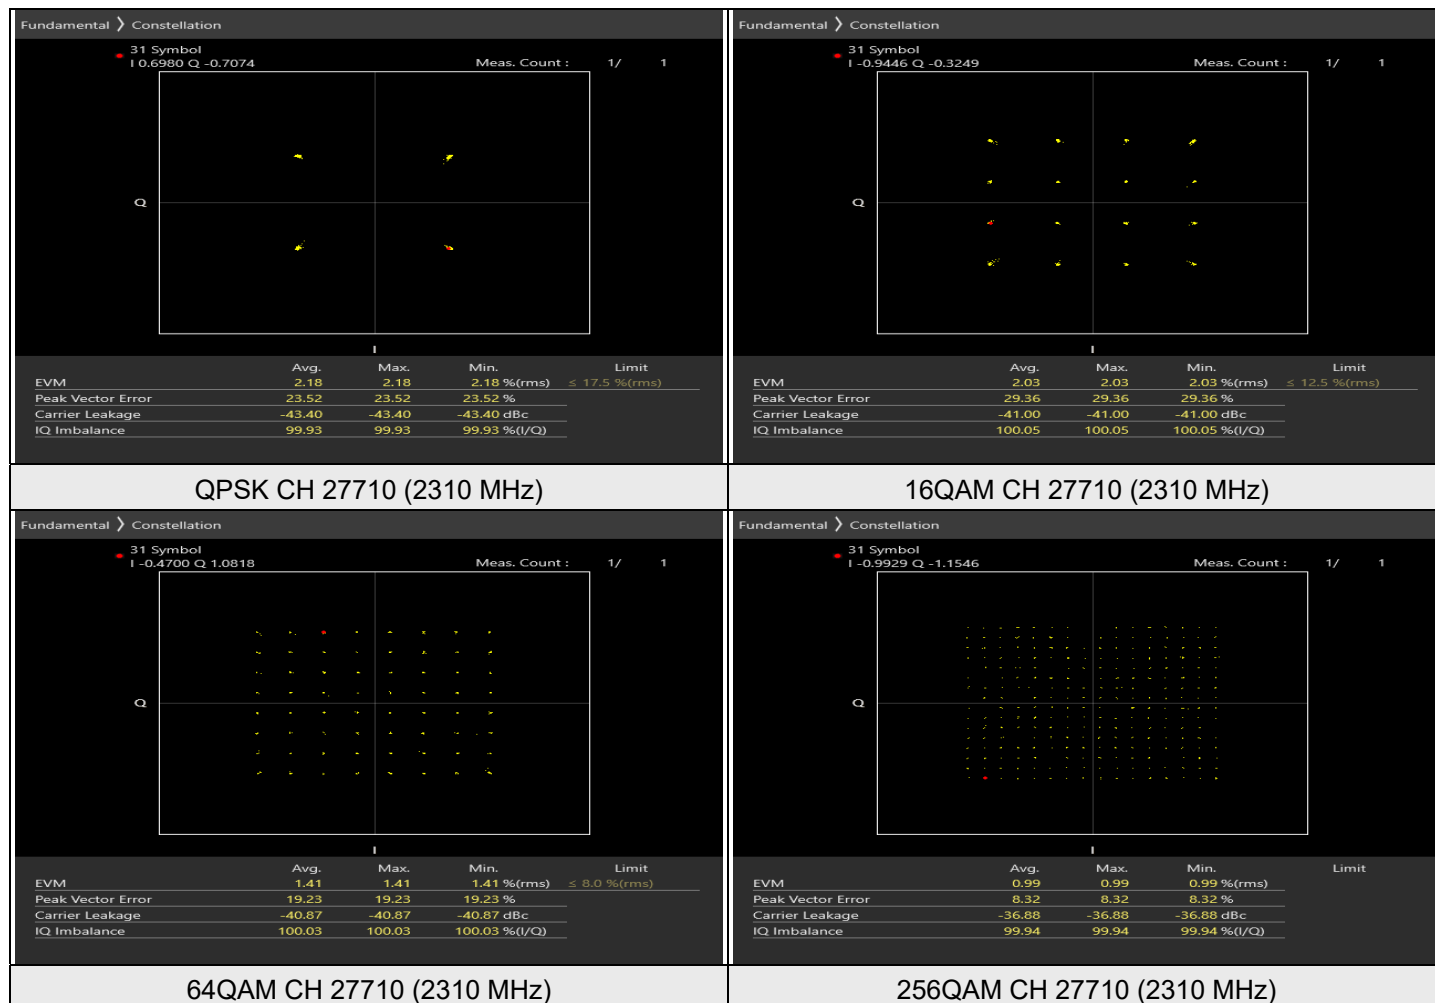 Fundamental ❯ Constellation
31 Symbol
I 0.6980 Q -0.7074 Meas. Count : 1/ 1
Q
I
Avg. Max. Min. Limit
EVM 2.18 2.18 2.18 %(rms) ≤ 17.5 %(rms)
Peak Vector Error 23.52 23.52 23.52 %
Carrier Leakage -43.40 -43.40 -43.40 dBc
IQ Imbalance 99.93 99.93 99.93 %(I/Q)
QPSK CH 27710 (2310 MHz)
Fundamental ❯ Constellation
31 Symbol
I -0.9446 Q -0.3249 Meas. Count : 1/ 1
Q
I
Avg. Max. Min. Limit
EVM 2.03 2.03 2.03 %(rms) ≤ 12.5 %(rms)
Peak Vector Error 29.36 29.36 29.36 %
Carrier Leakage -41.00 -41.00 -41.00 dBc
IQ Imbalance 100.05 100.05 100.05 %(I/Q)
16QAM CH 27710 (2310 MHz)
Fundamental ❯ Constellation
31 Symbol
I -0.4700 Q 1.0818 Meas. Count : 1/ 1
Q
I
Avg. Max. Min. Limit
EVM 1.41 1.41 1.41 %(rms) ≤ 8.0 %(rms)
Peak Vector Error 19.23 19.23 19.23 %
Carrier Leakage -40.87 -40.87 -40.87 dBc
IQ Imbalance 100.03 100.03 100.03 %(I/Q)
64QAM CH 27710 (2310 MHz)
Fundamental ❯ Constellation
31 Symbol
I -0.9929 Q -1.1546 Meas. Count : 1/ 1
Q
I
Avg. Max. Min. Limit
EVM 0.99 0.99 0.99 %(rms)
Peak Vector Error 8.32 8.32 8.32 %
Carrier Leakage -36.88 -36.88 -36.88 dBc
IQ Imbalance 99.94 99.94 99.94 %(I/Q)
256QAM CH 27710 (2310 MHz)